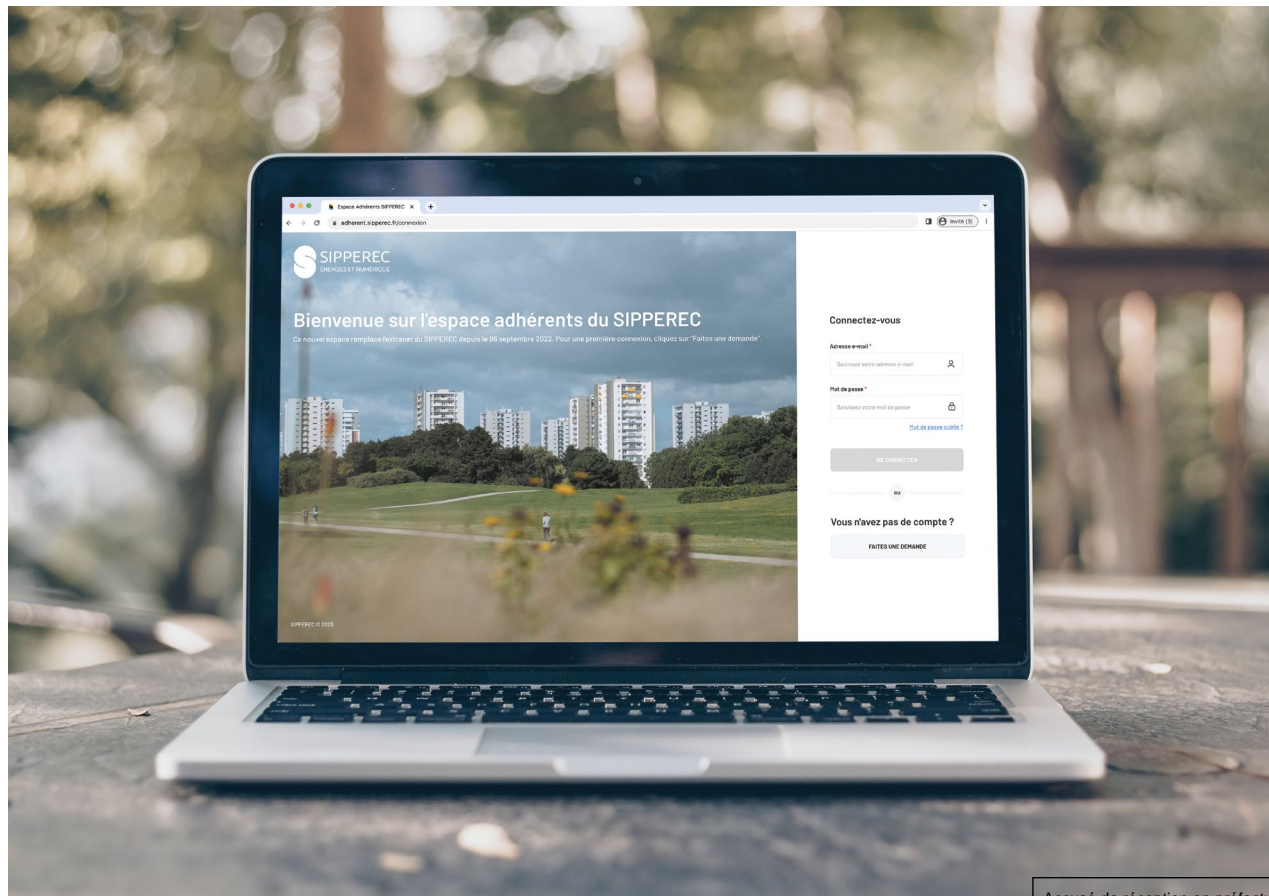 Espace Adhérents SIPPEREC
adherent.sipperec.fr/connexion
Invité (3)
SIPPEREC
ÉNERGIES ET NUMÉRIQUE
Bienvenue sur l'espace adhérents du SIPPEREC
Ce nouvel espace remplace l'extranet du SIPPEREC depuis le 06 septembre 2022. Pour une première connexion, cliquez sur "Faites une demande".
SIPPEREC © 2023
Connectez-vous
Adresse e-mail *
Saisissez votre adresse e-mail
Mot de passe *
Saisissez votre mot de passe
Mot de passe oublié ?
ME CONNECTER
ou
Vous n'avez pas de compte ?
FAITES UNE DEMANDE